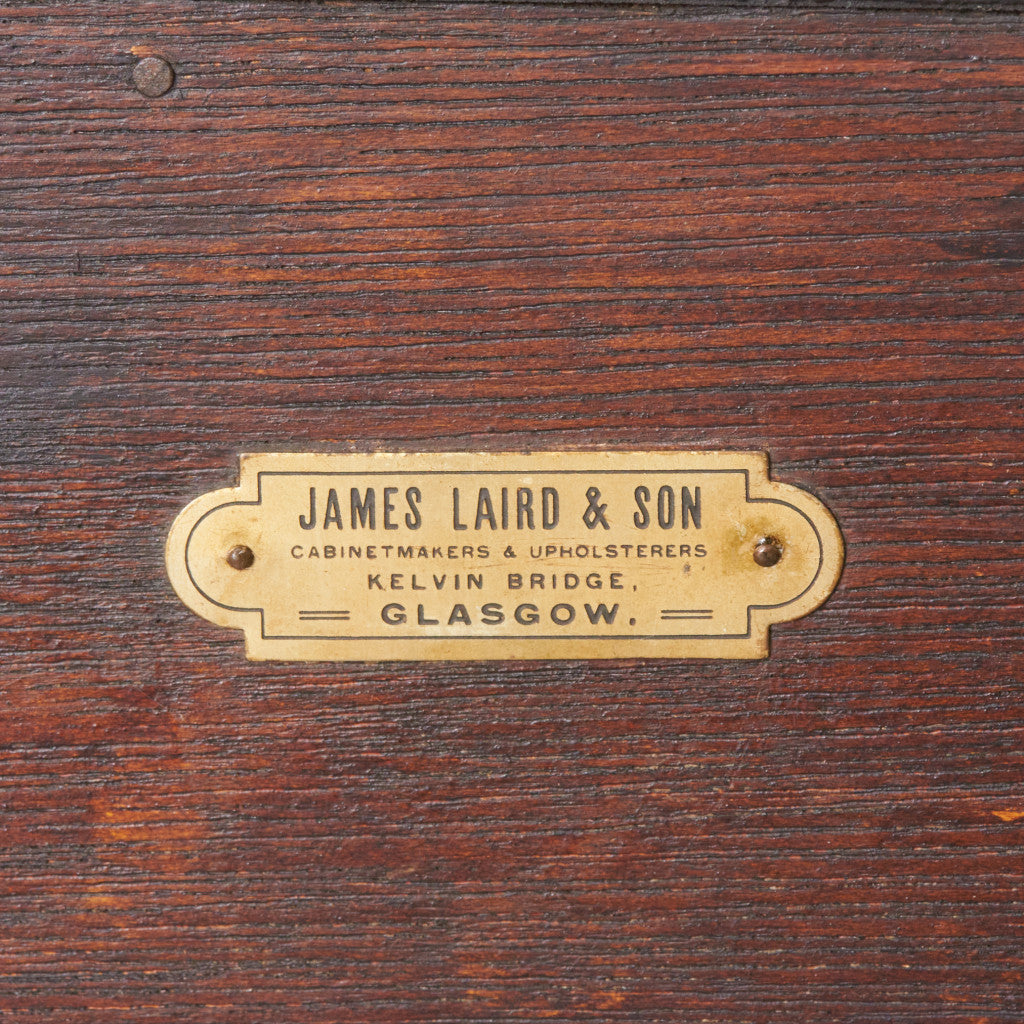 JAMES LAIRD & SON
CABINETMAKERS & UPHOLSTERERS
KELVIN BRIDGE,
GLASGOW.